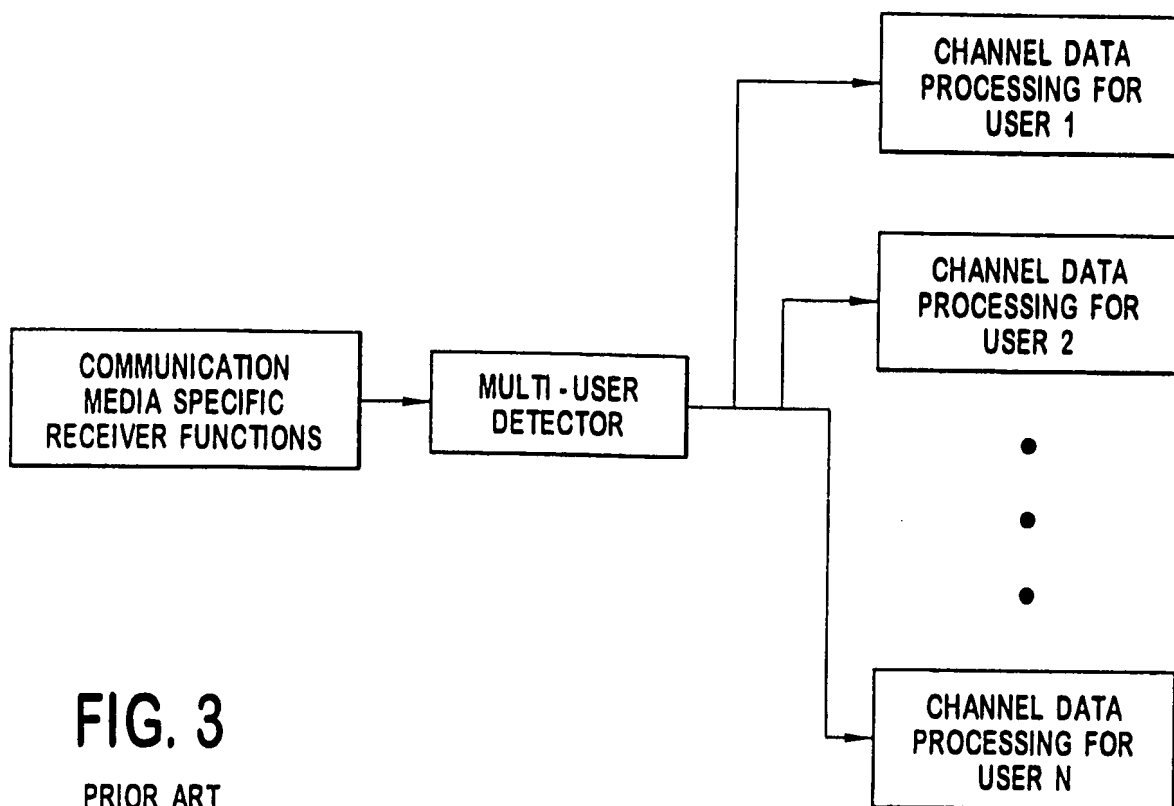 CHANNEL DATA
PROCESSING FOR
USER 1
CHANNEL DATA
PROCESSING FOR
USER 2
COMMUNICATION
MEDIA SPECIFIC
RECEIVER FUNCTIONS
MULTI-USER
DETECTOR
CHANNEL DATA
PROCESSING FOR
USER N
FIG. 3
PRIOR ART